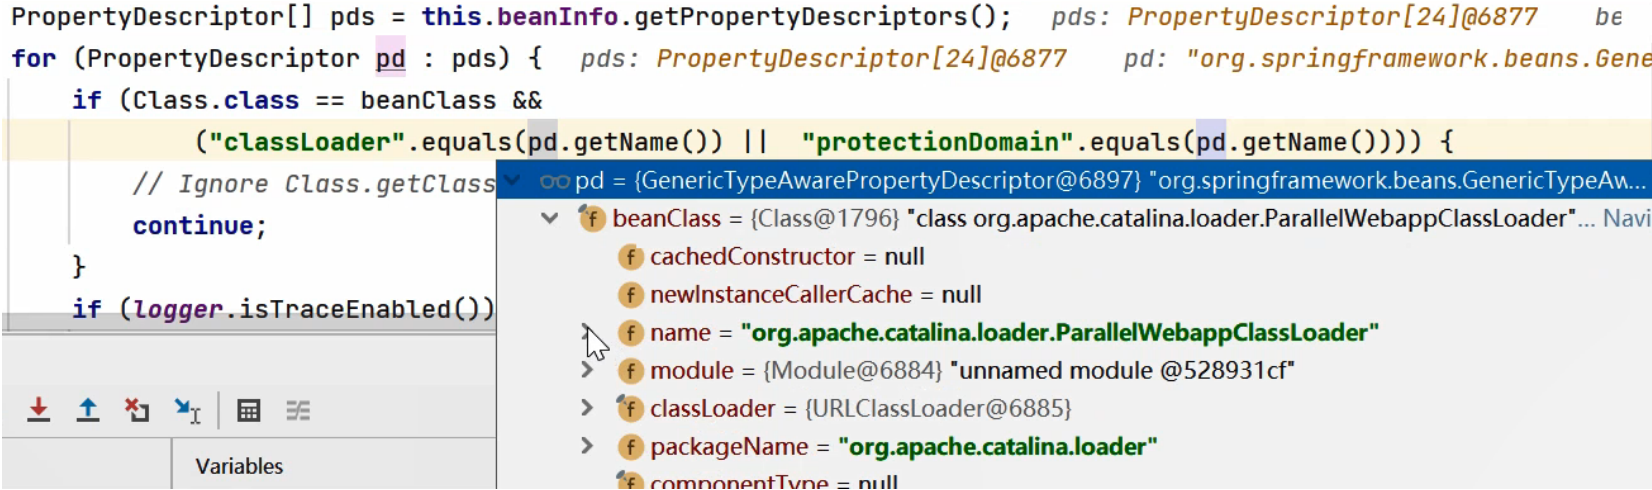 PropertyDescriptor[] pds = this.beanInfo.getPropertyDescriptors();   pds: PropertyDescriptor[24]@6877   be
for (PropertyDescriptor pd : pds) {   pds: PropertyDescriptor[24]@6877   pd: "org.springframework.beans.Gene
if (Class.class == beanClass &&
("classLoader".equals(pd.getName()) ||  "protectionDomain".equals(pd.getName()))) {
// Ignore Class.getClass
pd = {GenericTypeAwarePropertyDescriptor@6897} "org.springframework.beans.GenericTypeAw...
beanClass = {Class@1796} "class org.apache.catalina.loader.ParallelWebappClassLoader"... Navi
continue;
cachedConstructor = null
}
newInstanceCallerCache = null
if (logger.isTraceEnabled())
name = "org.apache.catalina.loader.ParallelWebappClassLoader"
module = {Module@6884} "unnamed module @528931cf"
classLoader = {URLClassLoader@6885}
packageName = "org.apache.catalina.loader"
Variables
componentType = null